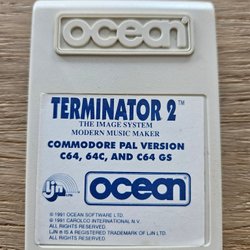 ocean
TERMINATOR 2™
THE IMAGE SYSTEM
MODERN MUSIC MAKER
COMMODORE PAL VERSION
C64, 64C, AND C64 GS
LJN
ocean
© 1991 OCEAN SOFTWARE LTD.
© 1991 CAROLCO INTERNATIONAL N.V.
ALL RIGHTS RESERVED.
LJN ® IS A REGISTERED TRADEMARK OF LJN LTD.
ALL RIGHTS RESERVED.